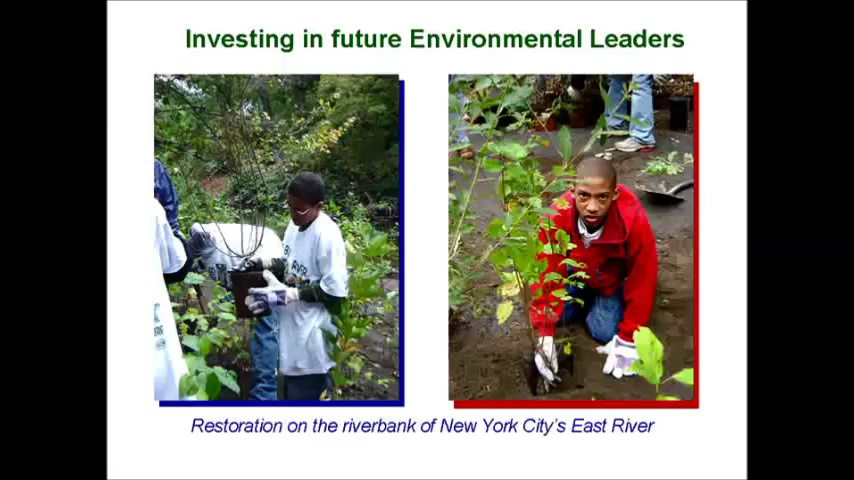 Investing in future Environmental Leaders
Restoration on the riverbank of New York City's East River